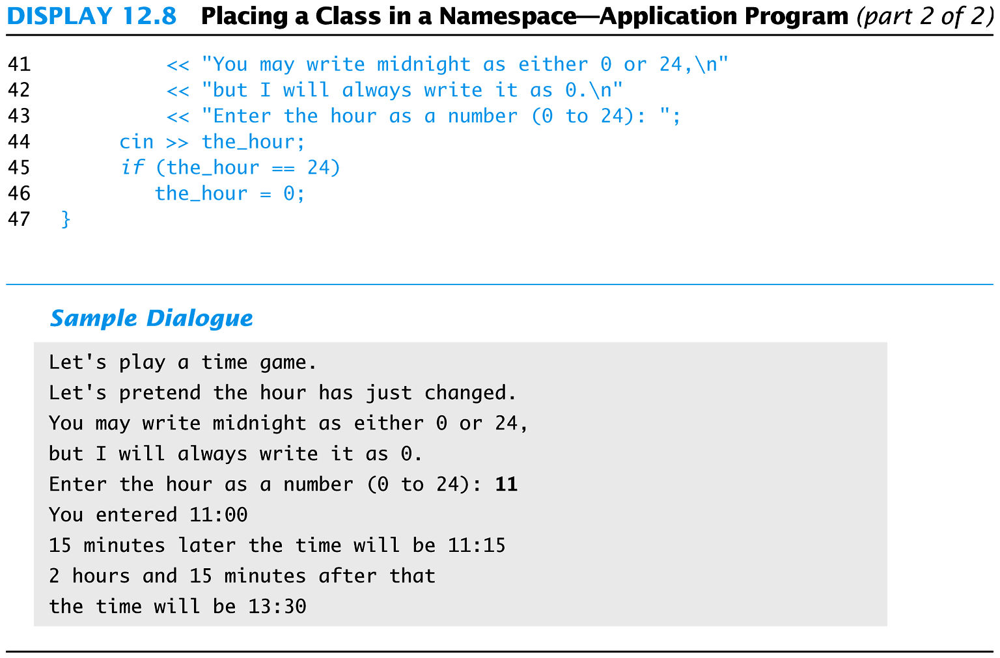 DISPLAY 12.8 Placing a Class in a Namespace—Application Program (part 2 of 2)
41 << "You may write midnight as either 0 or 24,\n"
42 << "but I will always write it as 0.\n"
43 << "Enter the hour as a number (0 to 24): ";
44 cin >> the_hour;
45 if (the_hour == 24)
46 the_hour = 0;
47 }
Sample Dialogue
Let's play a time game.
Let's pretend the hour has just changed.
You may write midnight as either 0 or 24,
but I will always write it as 0.
Enter the hour as a number (0 to 24): 11
You entered 11:00
15 minutes later the time will be 11:15
2 hours and 15 minutes after that
the time will be 13:30